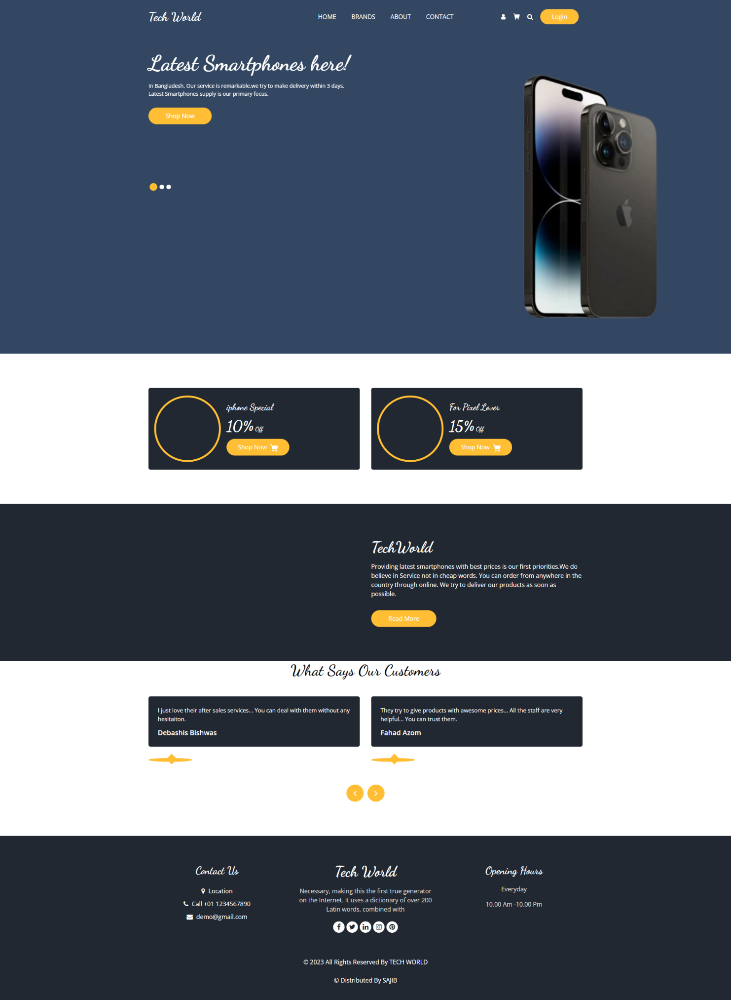 Tech World
HOME BRANDS ABOUT CONTACT Login
Latest Smartphones here!
In Bangladesh, Our service is remarkable.we try to make delivery within 3 days.
Latest Smartphones supply is our primary focus.
Shop Now
iphone Special
10% Off
Shop Now
For Pixel Lover
15% Off
Shop Now
TechWorld
Providing latest smartphones with best prices is our first priorities.We do
believe in Service not in cheap words. You can order from anywhere in the
country through online. We try to deliver our products as soon as
possible.
Read More
What Says Our Customers
I just love their after sales services... You can deal with them without any
hesitaiton.
Debashis Bishwas
They try to give products with awesome prices... All the staff are very
helpful... You can trust them.
Fahad Azom
Contact Us
Location
Call +01 1234567890
demo@gmail.com
Tech World
Necessary, making this the first true generator
on the Internet. It uses a dictionary of over 200
Latin words, combined with
Opening Hours
Everyday
10.00 Am -10.00 Pm
© 2023 All Rights Reserved By TECH WORLD
© Distributed By SAJIB